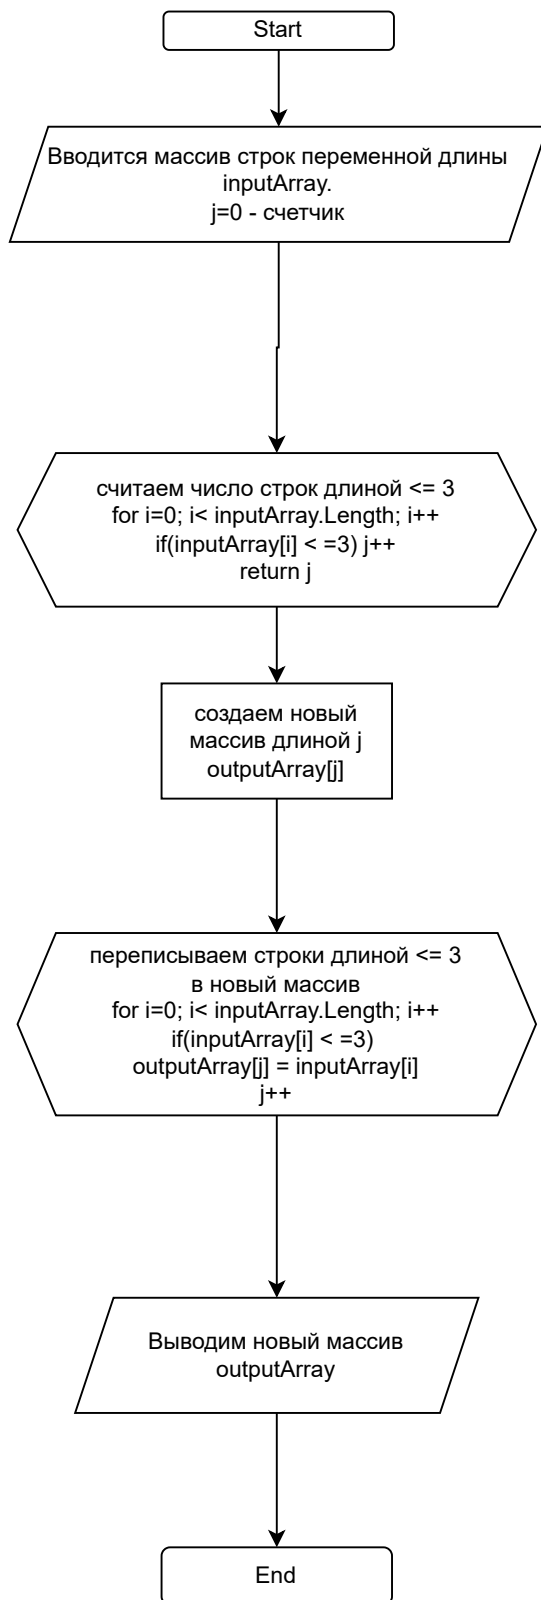 Start
Вводится массив строк переменной длины
inputArray.
j=0 - счетчик
считаем число строк длиной <= 3
for i=0; i< inputArray.Length; i++
if(inputArray[i] < =3) j++
return j
создаем новый
массив длиной j
outputArray[j]
переписываем строки длиной <= 3
в новый массив
for i=0; i< inputArray.Length; i++
if(inputArray[i] < =3)
outputArray[j] = inputArray[i]
j++
Выводим новый массив
outputArray
End